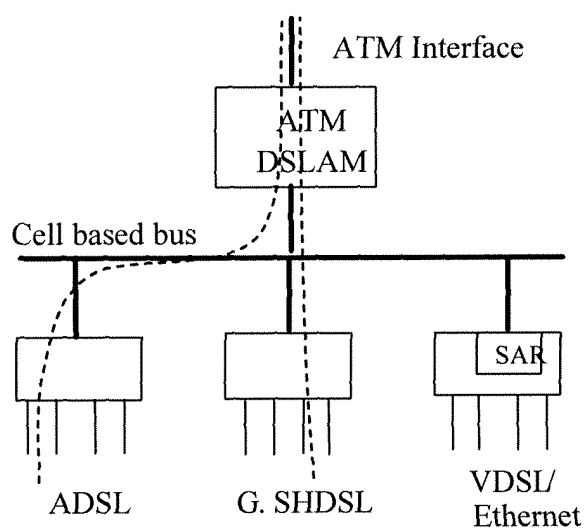 ATM Interface
ATM
DSLAM
Cell based bus
SAR
ADSL
G. SHDSL
VDSL/
Ethernet